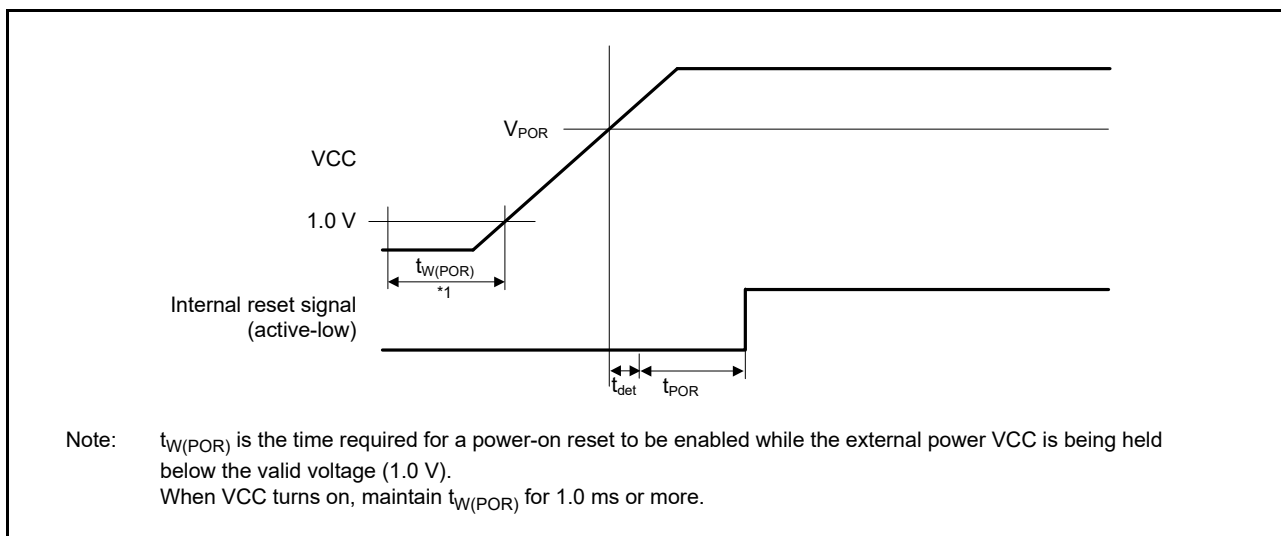 VPOR
VCC
1.0 V
tW(POR)
*1
Internal reset signal
(active-low)
tdet
tPOR
Note: tW(POR) is the time required for a power-on reset to be enabled while the external power VCC is being held
below the valid voltage (1.0 V).
When VCC turns on, maintain tW(POR) for 1.0 ms or more.